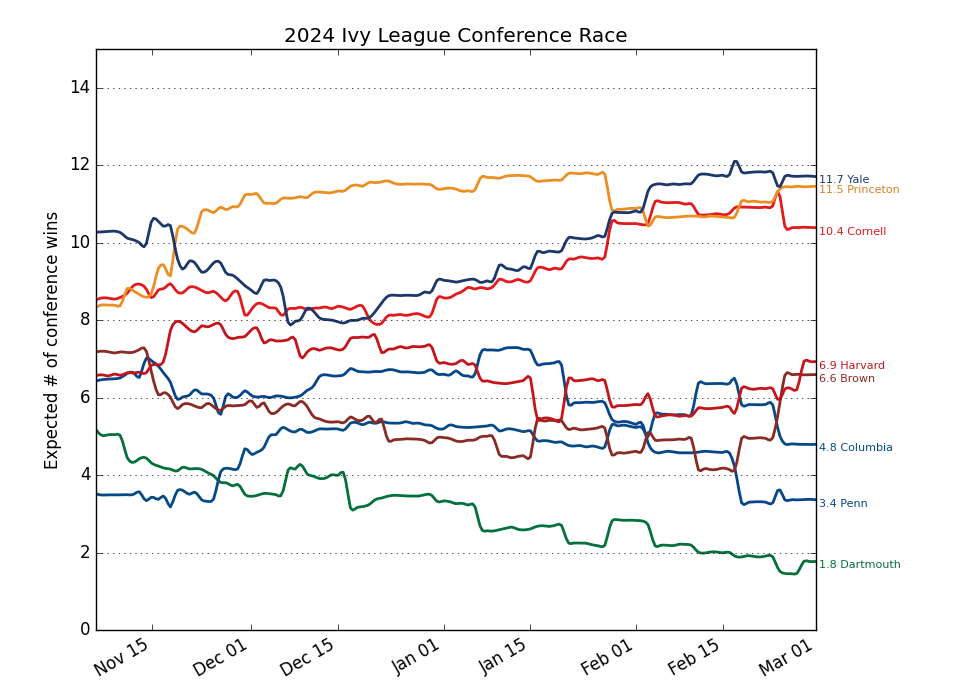 2024 Ivy League Conference Race
Expected # of conference wins
14
12
10
8
6
4
2
0
11.7 Yale
11.5 Princeton
10.4 Cornell
6.9 Harvard
6.6 Brown
4.8 Columbia
3.4 Penn
1.8 Dartmouth
Nov 15
Dec 01
Dec 15
Jan 01
Jan 15
Feb 01
Feb 15
Mar 01